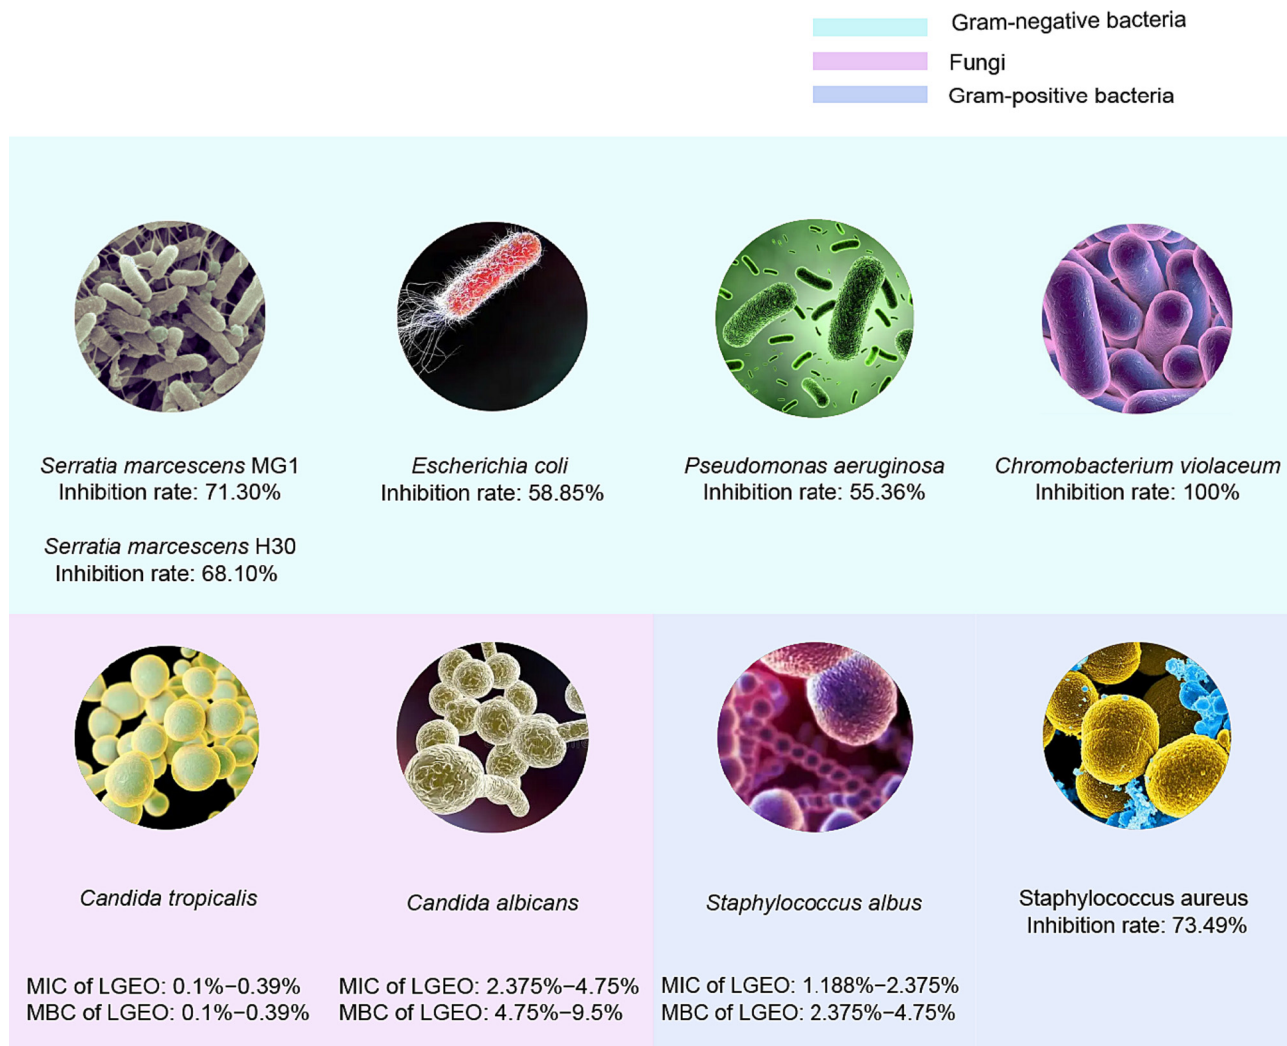 Gram-negative bacteria
Fungi
Gram-positive bacteria
Serratia marcescens MG1
Inhibition rate: 71.30%
Serratia marcescens H30
Inhibition rate: 68.10%
Escherichia coli
Inhibition rate: 58.85%
Pseudomonas aeruginosa
Inhibition rate: 55.36%
Chromobacterium violaceum
Inhibition rate: 100%
Candida tropicalis
MIC of LGEO: 0.1%–0.39%
MBC of LGEO: 0.1%–0.39%
Candida albicans
MIC of LGEO: 2.375%–4.75%
MBC of LGEO: 4.75%–9.5%
Staphylococcus albus
MIC of LGEO: 1.188%–2.375%
MBC of LGEO: 2.375%–4.75%
Staphylococcus aureus
Inhibition rate: 73.49%